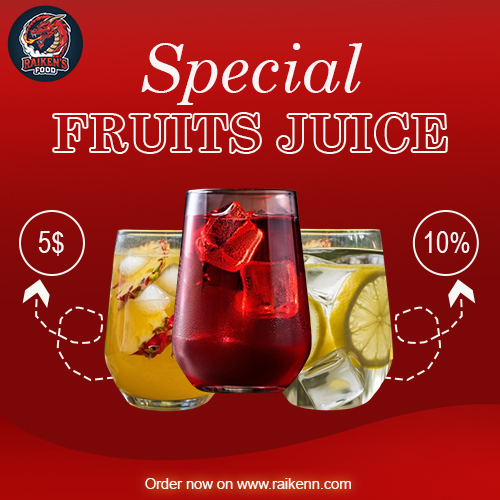 RAIKEN'S
FOOD
Special
FRUITS JUICE
5$
10%
Order now on www.raikenn.com